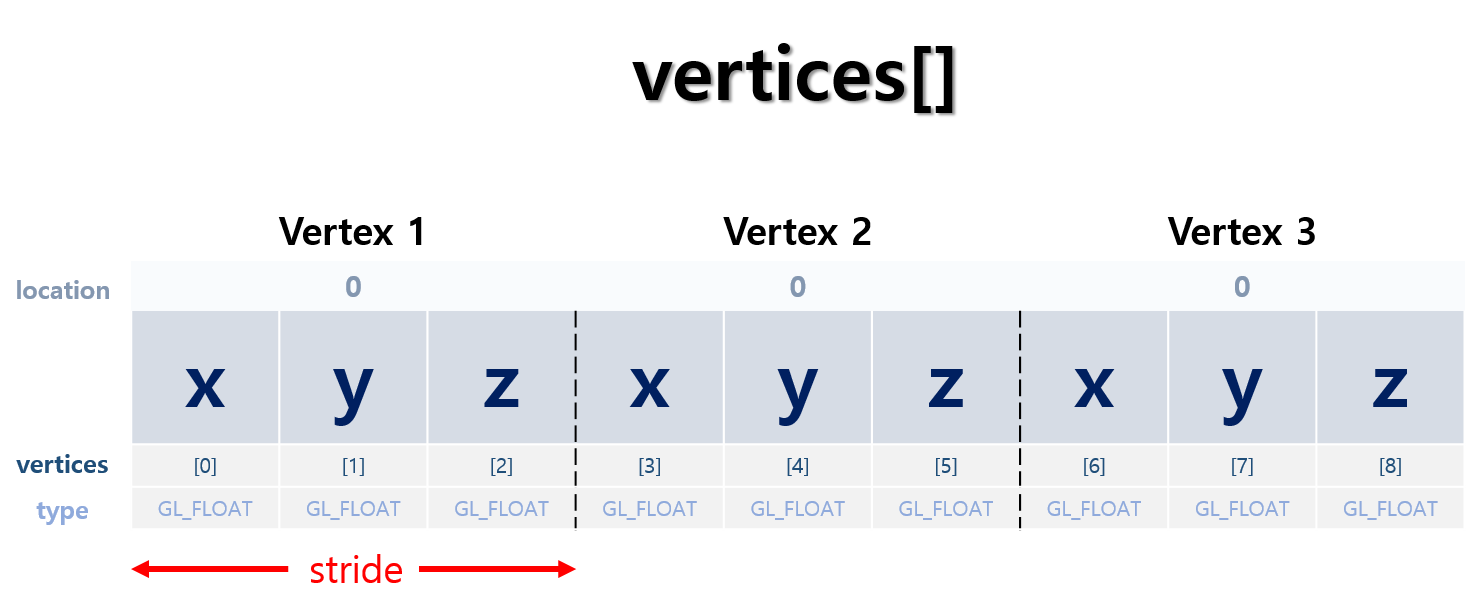 vertices[]
Vertex 1 Vertex 2 Vertex 3
location 0 0 0
x y z x y z x y z
vertices [0] [1] [2] [3] [4] [5] [6] [7] [8]
type GL_FLOAT GL_FLOAT GL_FLOAT GL_FLOAT GL_FLOAT GL_FLOAT GL_FLOAT GL_FLOAT GL_FLOAT
stride